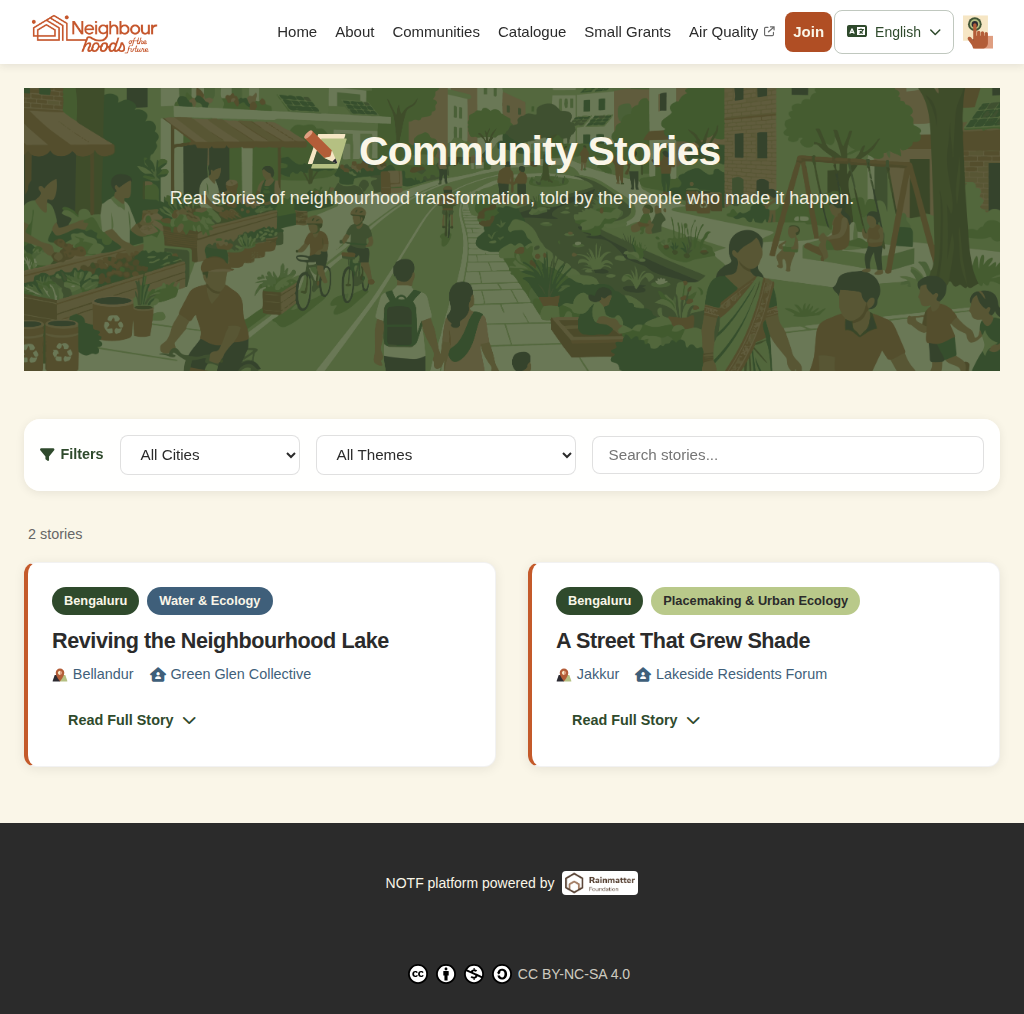 Neighbour
hoods of the future
Home About Communities Catalogue Small Grants Air Quality Join English
Community Stories
Real stories of neighbourhood transformation, told by the people who made it happen.
Filters All Cities All Themes Search stories...
2 stories
Bengaluru Water & Ecology
Reviving the Neighbourhood Lake
Bellandur Green Glen Collective
Read Full Story
Bengaluru Placemaking & Urban Ecology
A Street That Grew Shade
Jakkur Lakeside Residents Forum
Read Full Story
NOTF platform powered by Rainmatter Foundation
CC BY-NC-SA 4.0